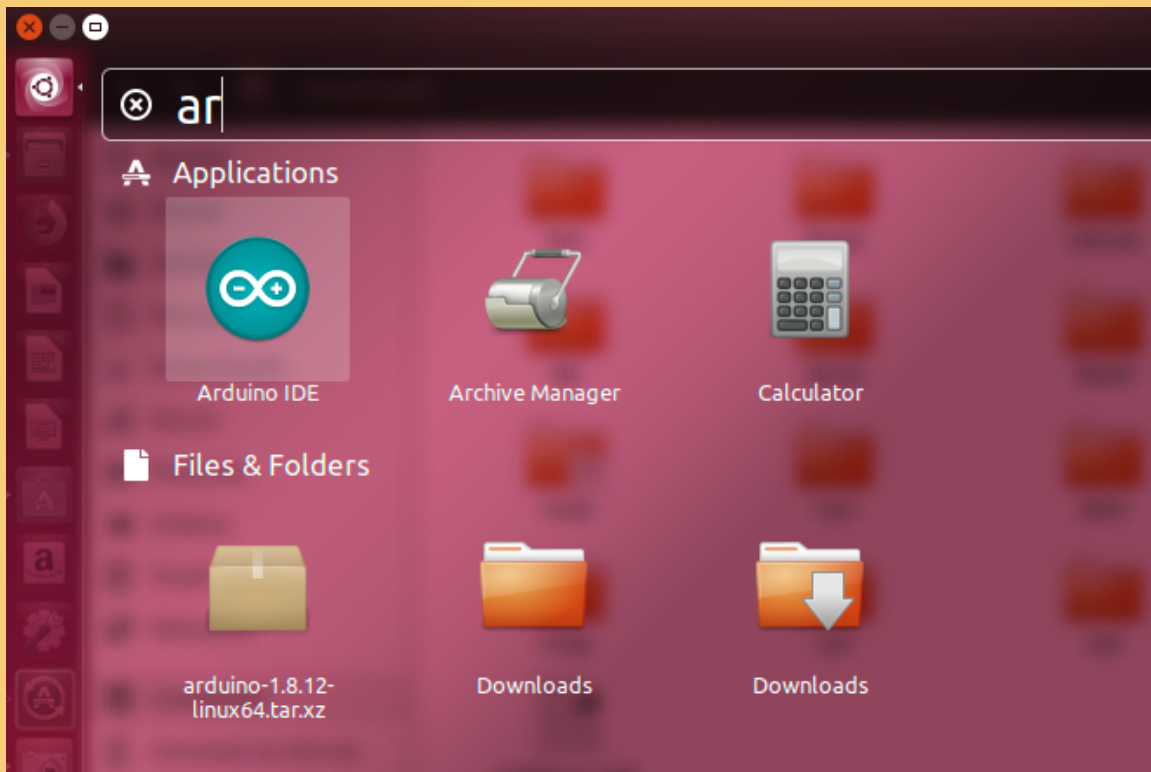 ar
Applications
Arduino IDE
Archive Manager
Calculator
Files & Folders
arduino-1.8.12-
linux64.tar.xz
Downloads
Downloads